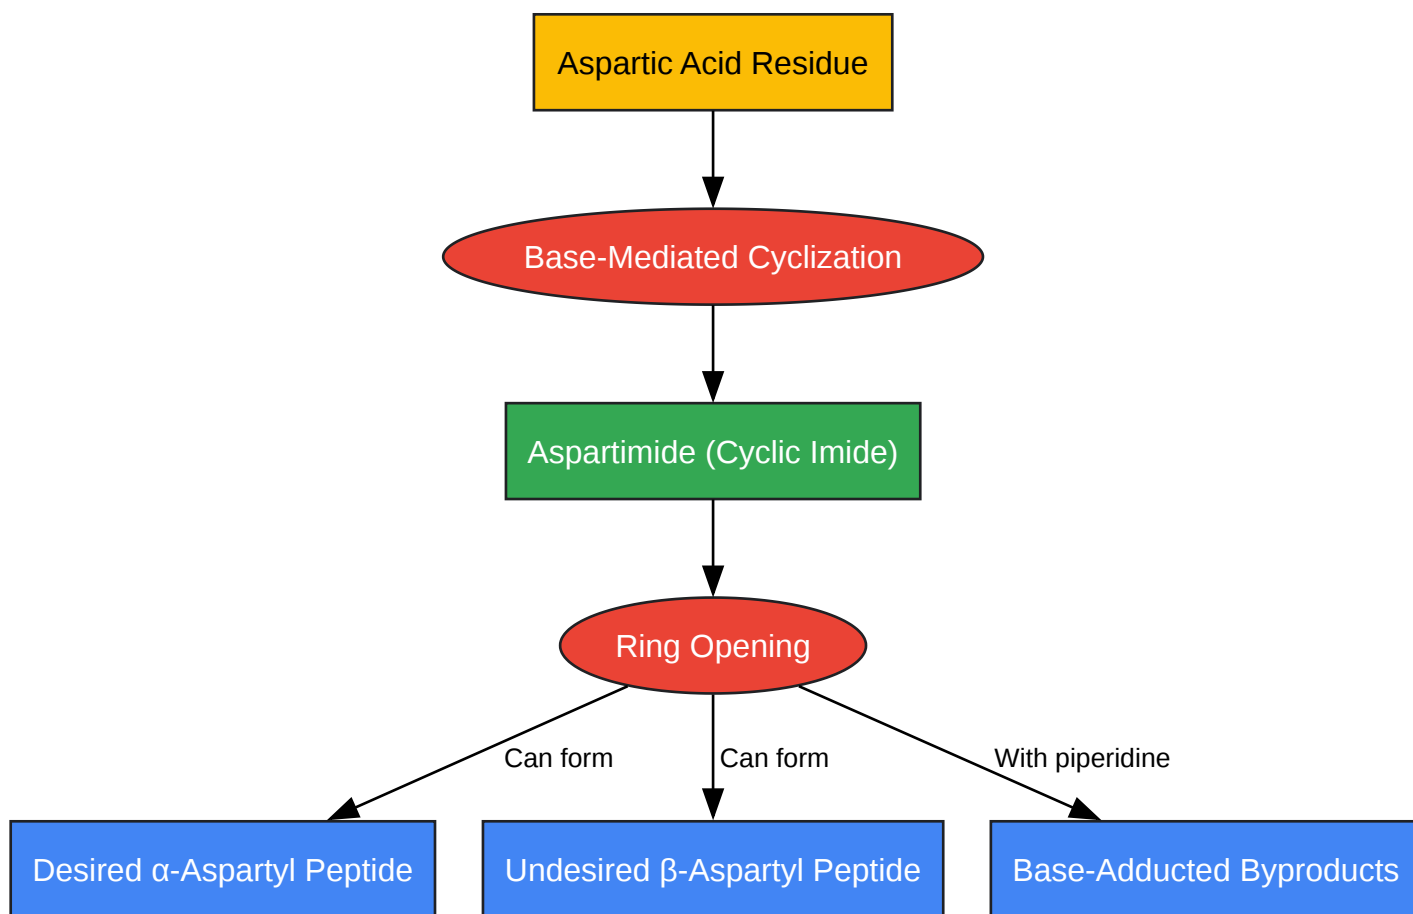 Aspartic Acid Residue
Base-Mediated Cyclization
Aspartimide (Cyclic Imide)
Ring Opening
Can form
Can form
With piperidine
Desired α-Aspartyl Peptide
Undesired β-Aspartyl Peptide
Base-Adducted Byproducts